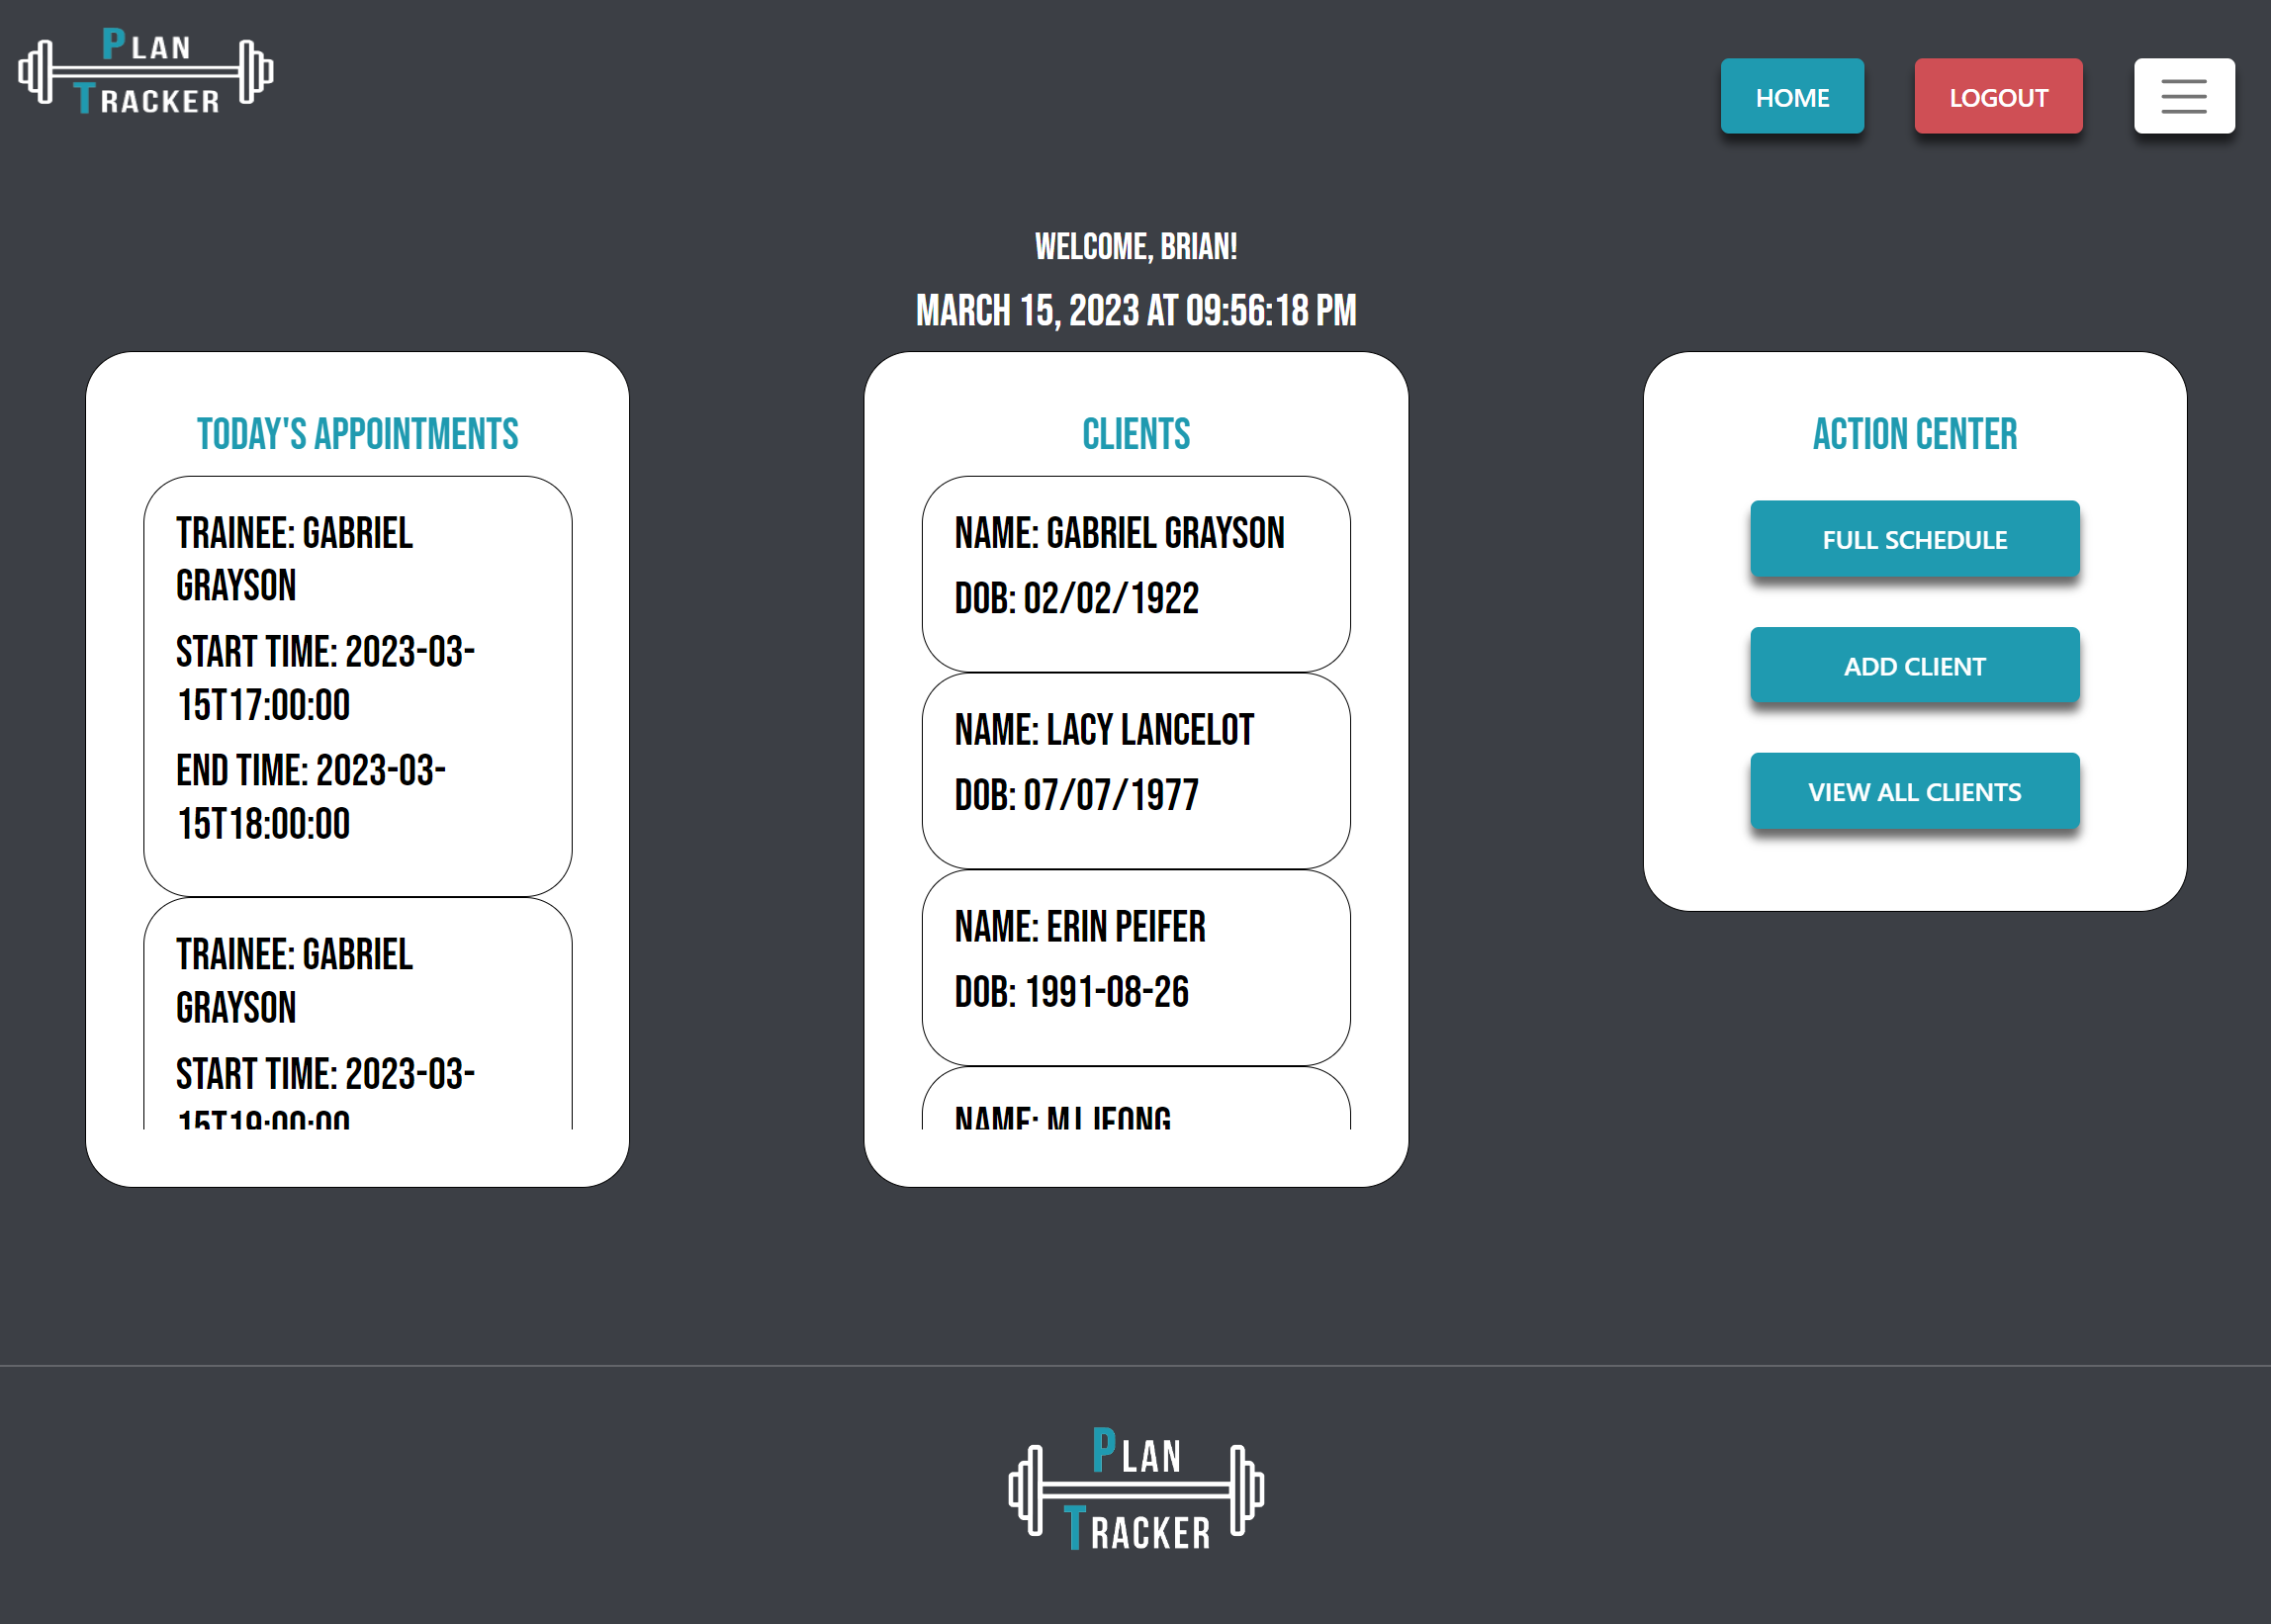 PLAN
TRACKER
HOME
LOGOUT
WELCOME, BRIAN!
MARCH 15, 2023 AT 09:56:18 PM
TODAY'S APPOINTMENTS
TRAINEE: GABRIEL
GRAYSON
START TIME: 2023-03-
15T17:00:00
END TIME: 2023-03-
15T18:00:00
TRAINEE: GABRIEL
GRAYSON
START TIME: 2023-03-
15T19:00:00
CLIENTS
NAME: GABRIEL GRAYSON
DOB: 02/02/1922
NAME: LACY LANCELOT
DOB: 07/07/1977
NAME: ERIN PEIFER
DOB: 1991-08-26
NAME: MJ JEONG
ACTION CENTER
FULL SCHEDULE
ADD CLIENT
VIEW ALL CLIENTS
PLAN
TRACKER